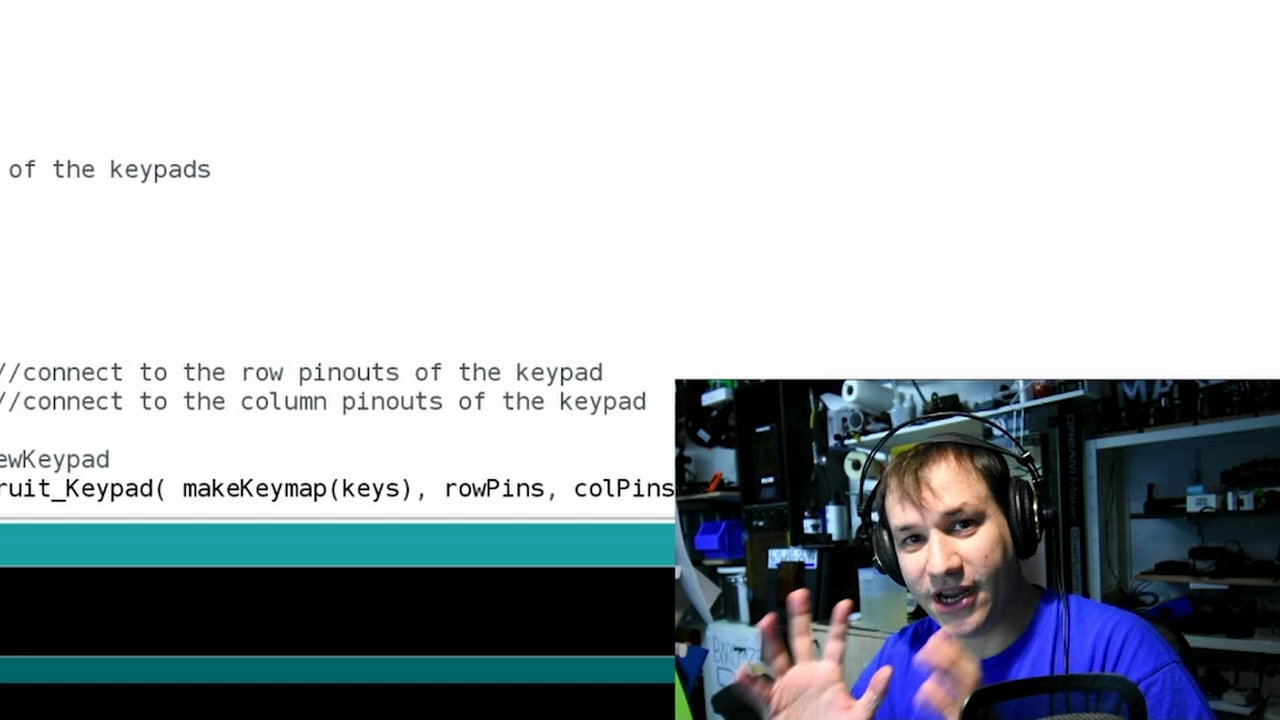 of the keypads
//connect to the row pinouts of the keypad
//connect to the column pinouts of the keypad
ewKeypad
ruit_Keypad( makeKeymap(keys), rowPins, colPins